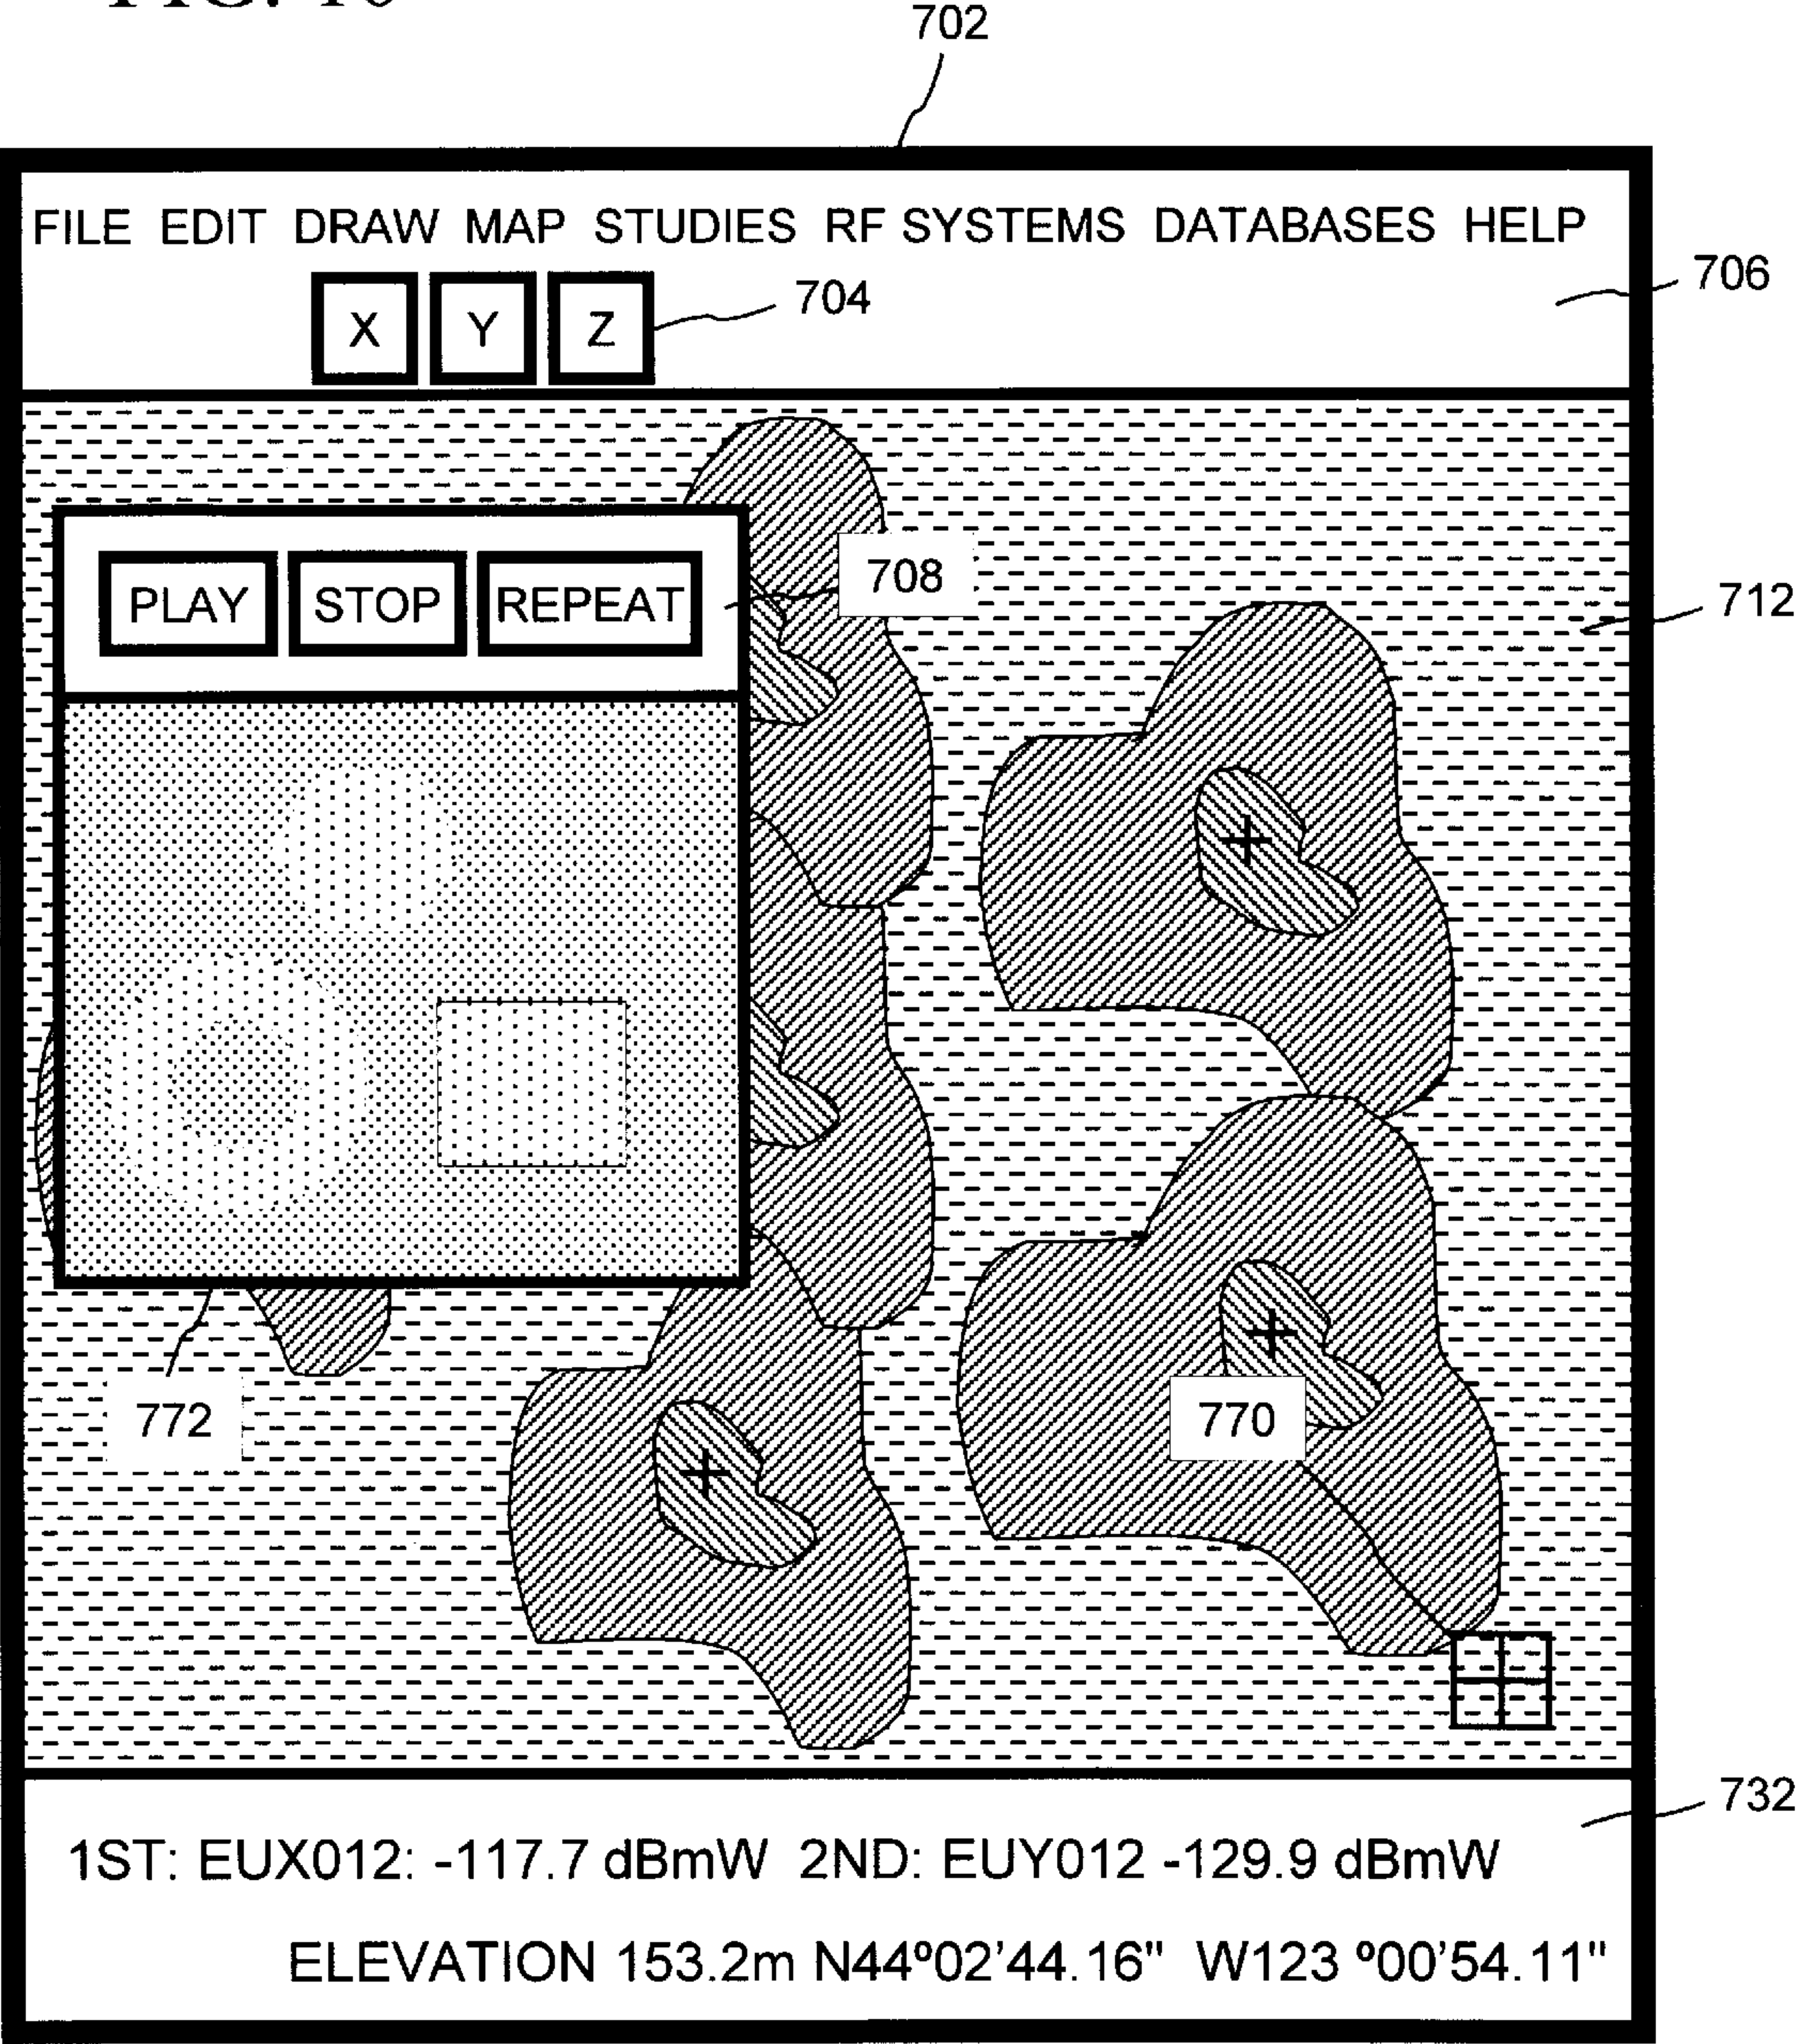 702
FILE EDIT DRAW MAP STUDIES RF SYSTEMS DATABASES HELP
706
X Y Z
704
708
PLAY STOP REPEAT
712
772
770
732
1ST: EUX012: -117.7 dBmW 2ND: EUY012 -129.9 dBmW
ELEVATION 153.2m N44º02'44.16" W123 º00'54.11"